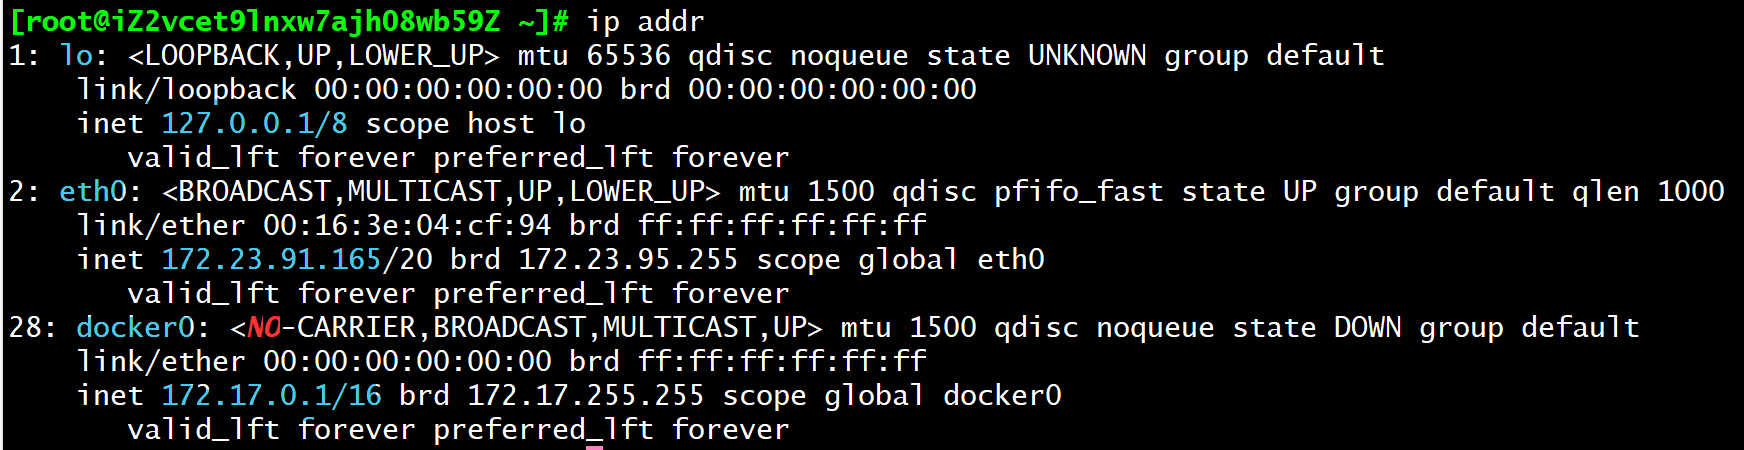 [root@iZ2vcet9lnxw7ajh08wb59Z ~]# ip addr
1: lo: <LOOPBACK,UP,LOWER_UP> mtu 65536 qdisc noqueue state UNKNOWN group default
link/loopback 00:00:00:00:00:00 brd 00:00:00:00:00:00
inet 127.0.0.1/8 scope host lo
valid_lft forever preferred_lft forever
2: eth0: <BROADCAST,MULTICAST,UP,LOWER_UP> mtu 1500 qdisc pfifo_fast state UP group default qlen 1000
link/ether 00:16:3e:04:cf:94 brd ff:ff:ff:ff:ff:ff
inet 172.23.91.165/20 brd 172.23.95.255 scope global eth0
valid_lft forever preferred_lft forever
28: docker0: <NO-CARRIER,BROADCAST,MULTICAST,UP> mtu 1500 qdisc noqueue state DOWN group default
link/ether 00:00:00:00:00:00 brd ff:ff:ff:ff:ff:ff
inet 172.17.0.1/16 brd 172.17.255.255 scope global docker0
valid_lft forever preferred_lft forever